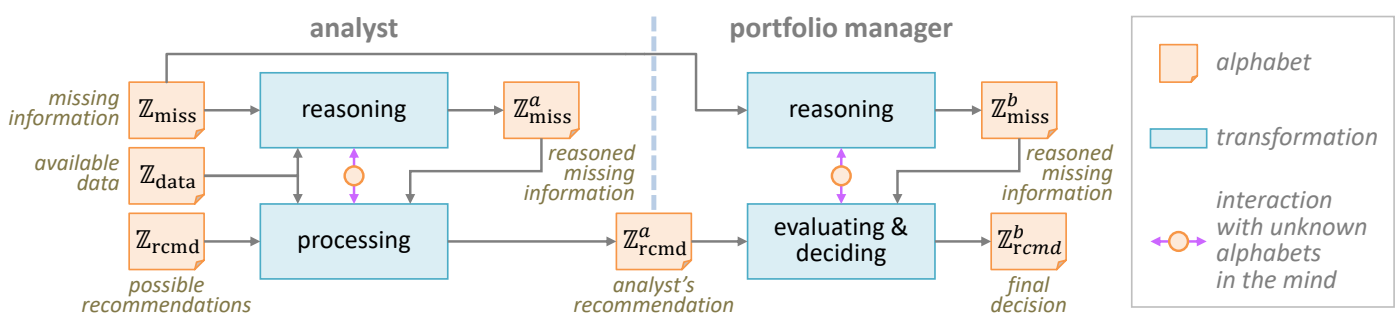 analyst
portfolio manager
missing
information
ℤmiss
reasoning
ℤᵃmiss
reasoned
missing
information
available
data
ℤdata
ℤrcmd
possible
recommendations
processing
ℤᵃrcmd
analyst's
recommendation
reasoning
ℤᵇmiss
reasoned
missing
information
evaluating &
deciding
ℤᵇrcmd
final
decision
alphabet
transformation
interaction
with unknown
alphabets
in the mind